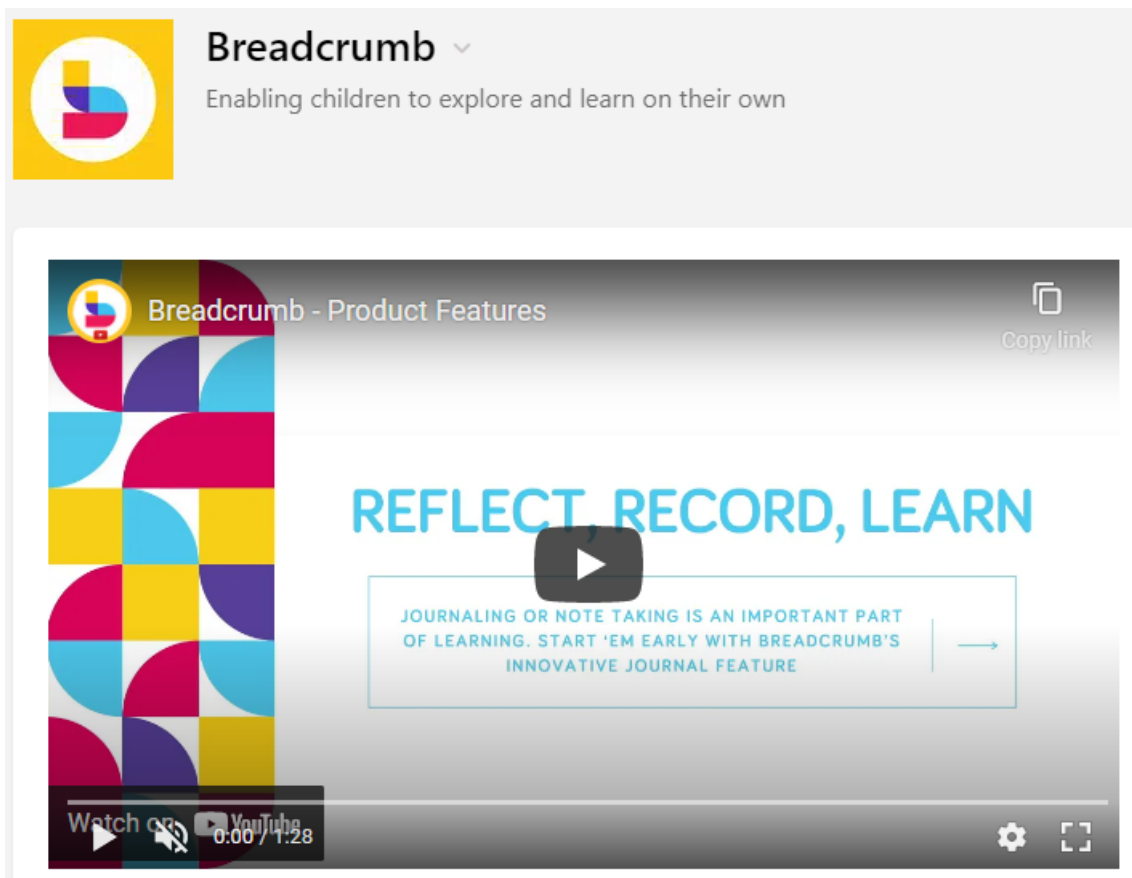 Breadcrumb
Enabling children to explore and learn on their own
Breadcrumb - Product Features
Copy link
REFLECT, RECORD, LEARN
JOURNALING OR NOTE TAKING IS AN IMPORTANT PART
OF LEARNING. START ‘EM EARLY WITH BREADCRUMB’S
INNOVATIVE JOURNAL FEATURE
Watch on YouTube
0:00 / 1:28